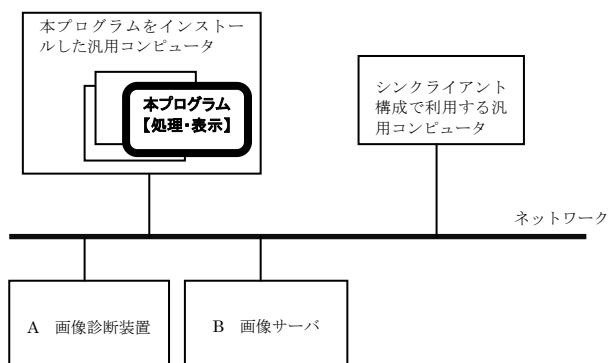 本プログラムをインストー
ルした汎用コンピュータ
本プログラム
【処理・表示】
シンクライアント
構成で利用する汎
用コンピュータ
ネットワーク
A　画像診断装置
B　画像サーバ